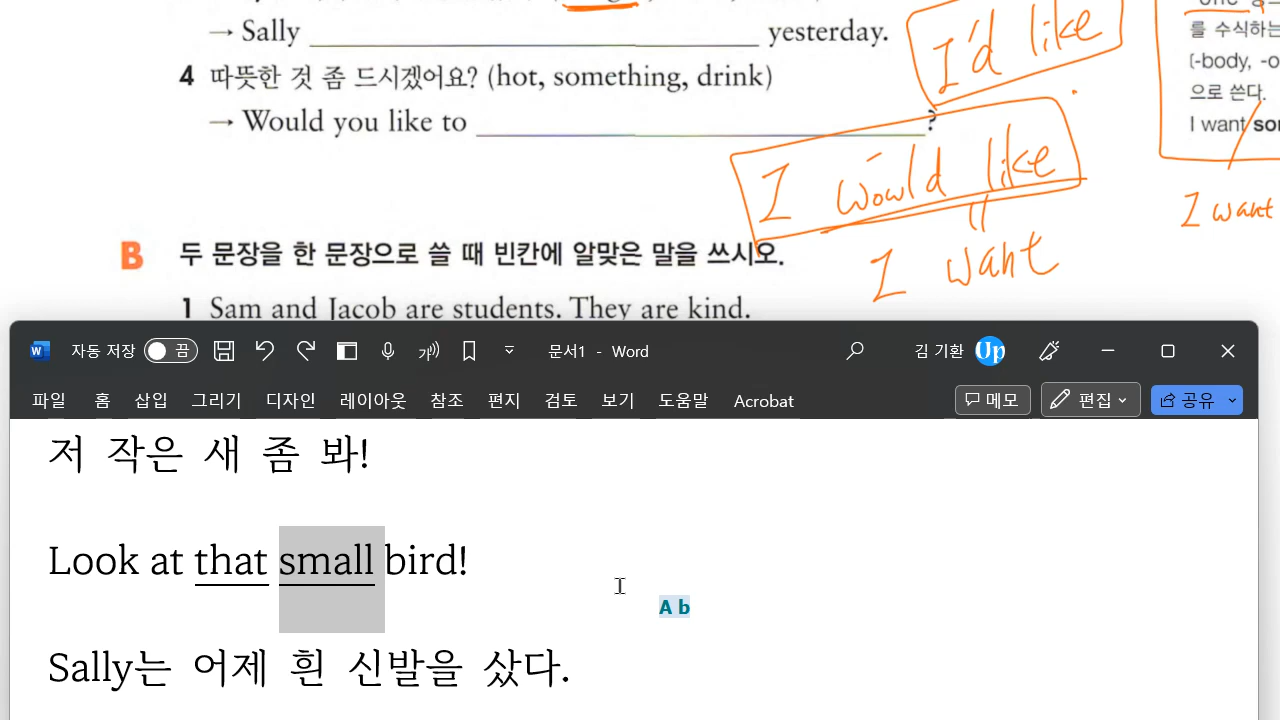 → Sally ____ yesterday.
I'd like
를 수식하는
4 따뜻한 것 좀 드시겠어요? (hot, something, drink)
[-body, -o
으로 쓴다.
→ Would you like to ____?
I want
I would like
I want
=
I want
B 두 문장을 한 문장으로 쓸 때 빈칸에 알맞은 말을 쓰시오.
1 Sam and Jacob are students. They are kind.
자동 저장 끔 가)) 문서1 - Word 김 기환 Up
파일 홈 삽입 그리기 디자인 레이아웃 참조 편지 검토 보기 도움말 Acrobat 메모 편집 공유
저 작은 새 좀 봐!
Look at that small bird!
A b
Sally는 어제 흰 신발을 샀다.